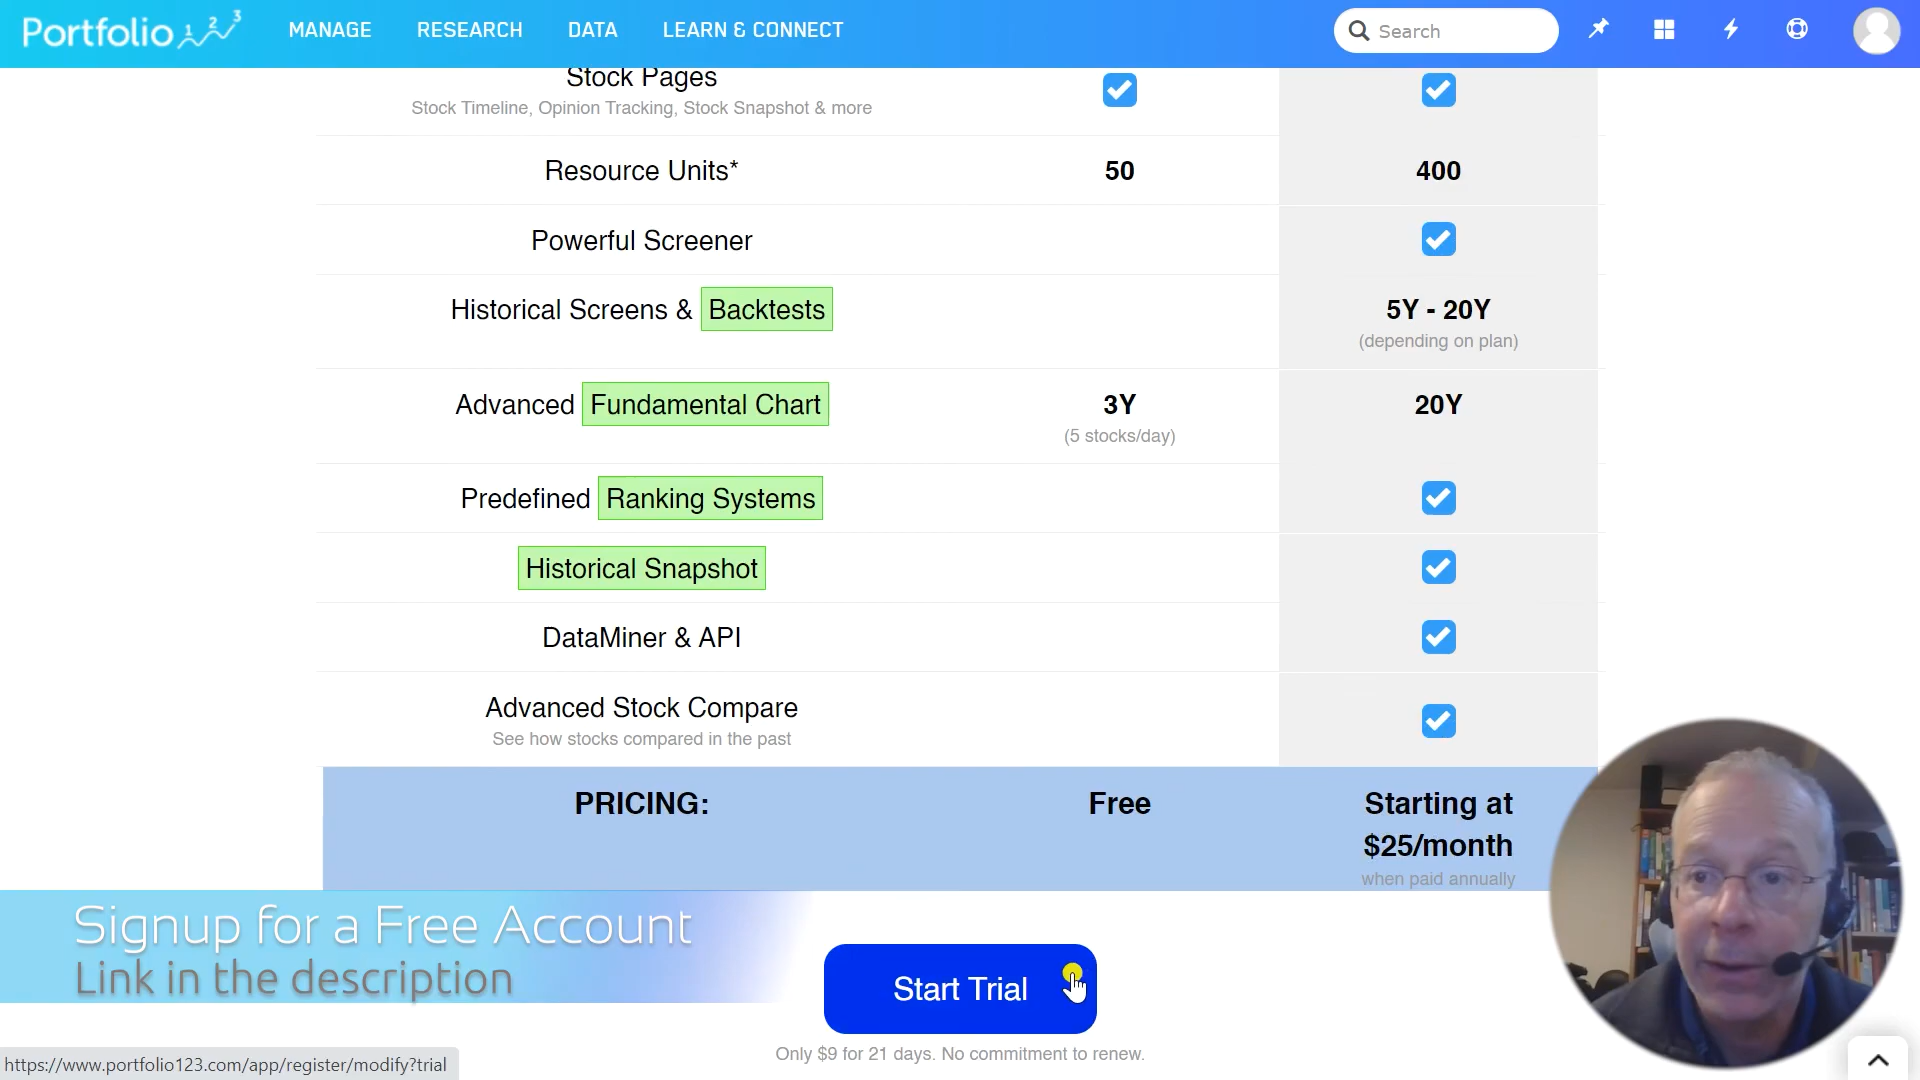 Portfolio 1 2 3
MANAGE RESEARCH DATA LEARN & CONNECT
Search
Stock Pages
Stock Timeline, Opinion Tracking, Stock Snapshot & more
Resource Units* 50 400
Powerful Screener
Historical Screens & Backtests 5Y - 20Y
(depending on plan)
Advanced Fundamental Chart 3Y 20Y
(5 stocks/day)
Predefined Ranking Systems
Historical Snapshot
DataMiner & API
Advanced Stock Compare
See how stocks compared in the past
PRICING: Free Starting at
$25/month
when paid annually
Signup for a Free Account
Link in the description
Start Trial
Only $9 for 21 days. No commitment to renew.
https://www.portfolio123.com/app/register/modify?trial